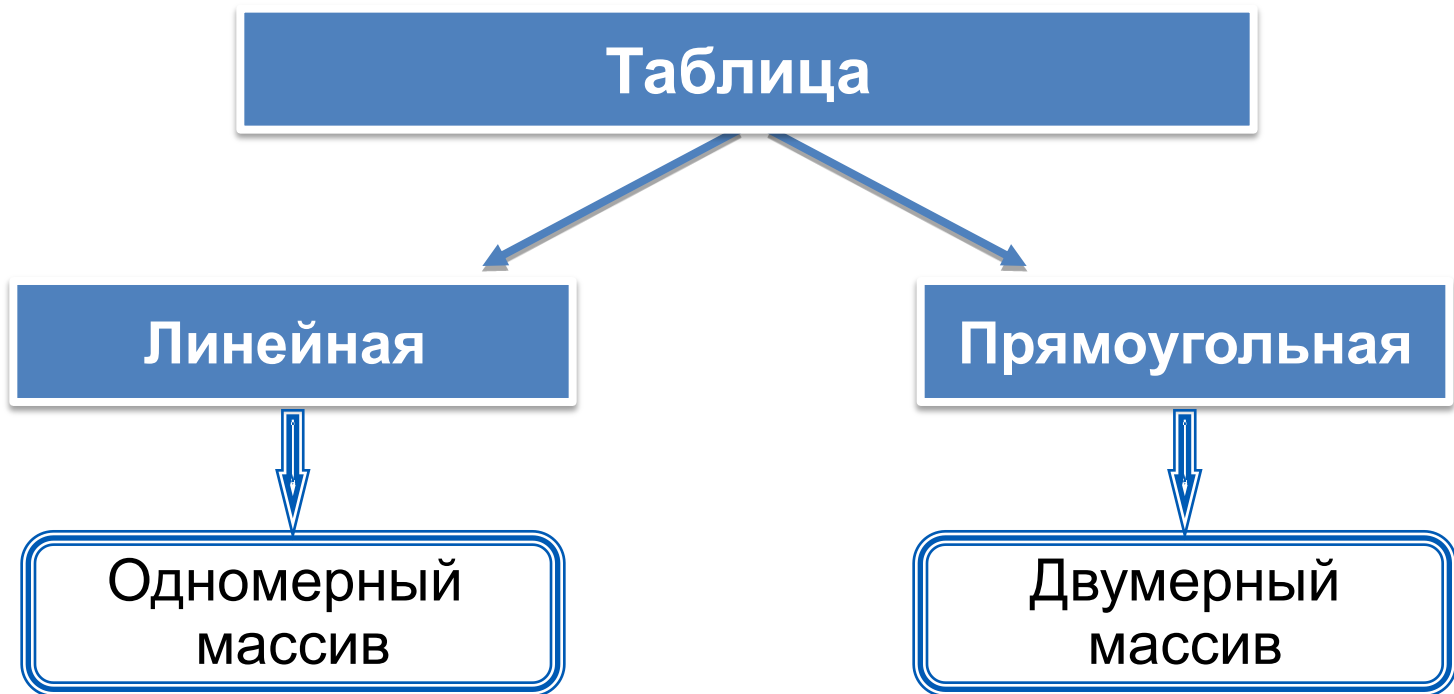 Таблица
Линейная
Прямоугольная
Одномерный
массив
Двумерный
массив